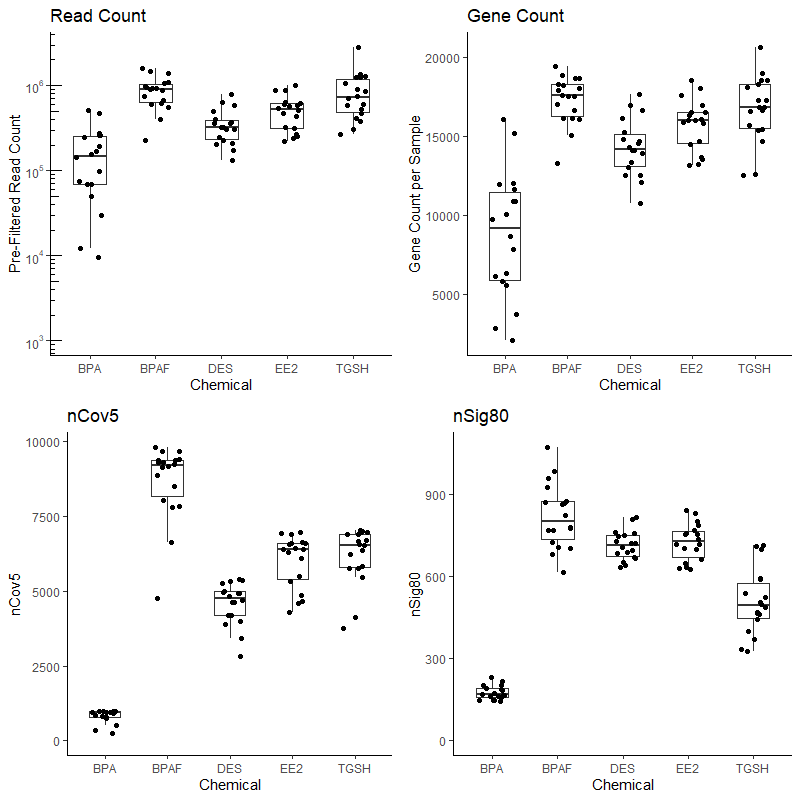 Read Count
Pre-Filtered Read Count
10^6
10^5
10^4
10^3
BPA BPAF DES EE2 TGSH
Chemical
Gene Count
Gene Count per Sample
20000
15000
10000
5000
BPA BPAF DES EE2 TGSH
Chemical
nCov5
nCov5
10000
7500
5000
2500
0
BPA BPAF DES EE2 TGSH
Chemical
nSig80
nSig80
900
600
300
0
BPA BPAF DES EE2 TGSH
Chemical